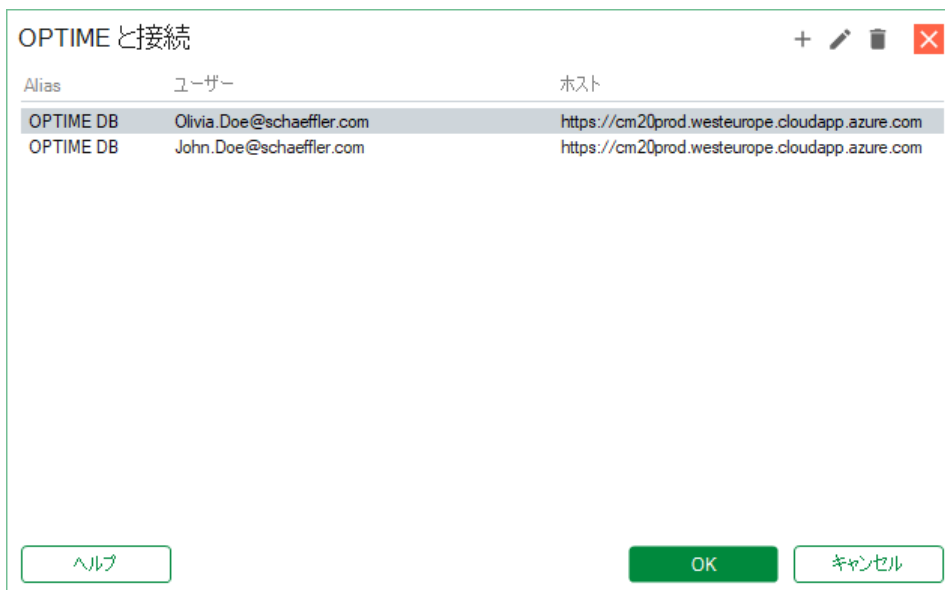 OPTIME と接続
Alias ユーザー ホスト
OPTIME DB Olivia.Doe@schaeffler.com https://cm20prod.westeurope.cloudapp.azure.com
OPTIME DB John.Doe@schaeffler.com https://cm20prod.westeurope.cloudapp.azure.com
ヘルプ OK キャンセル